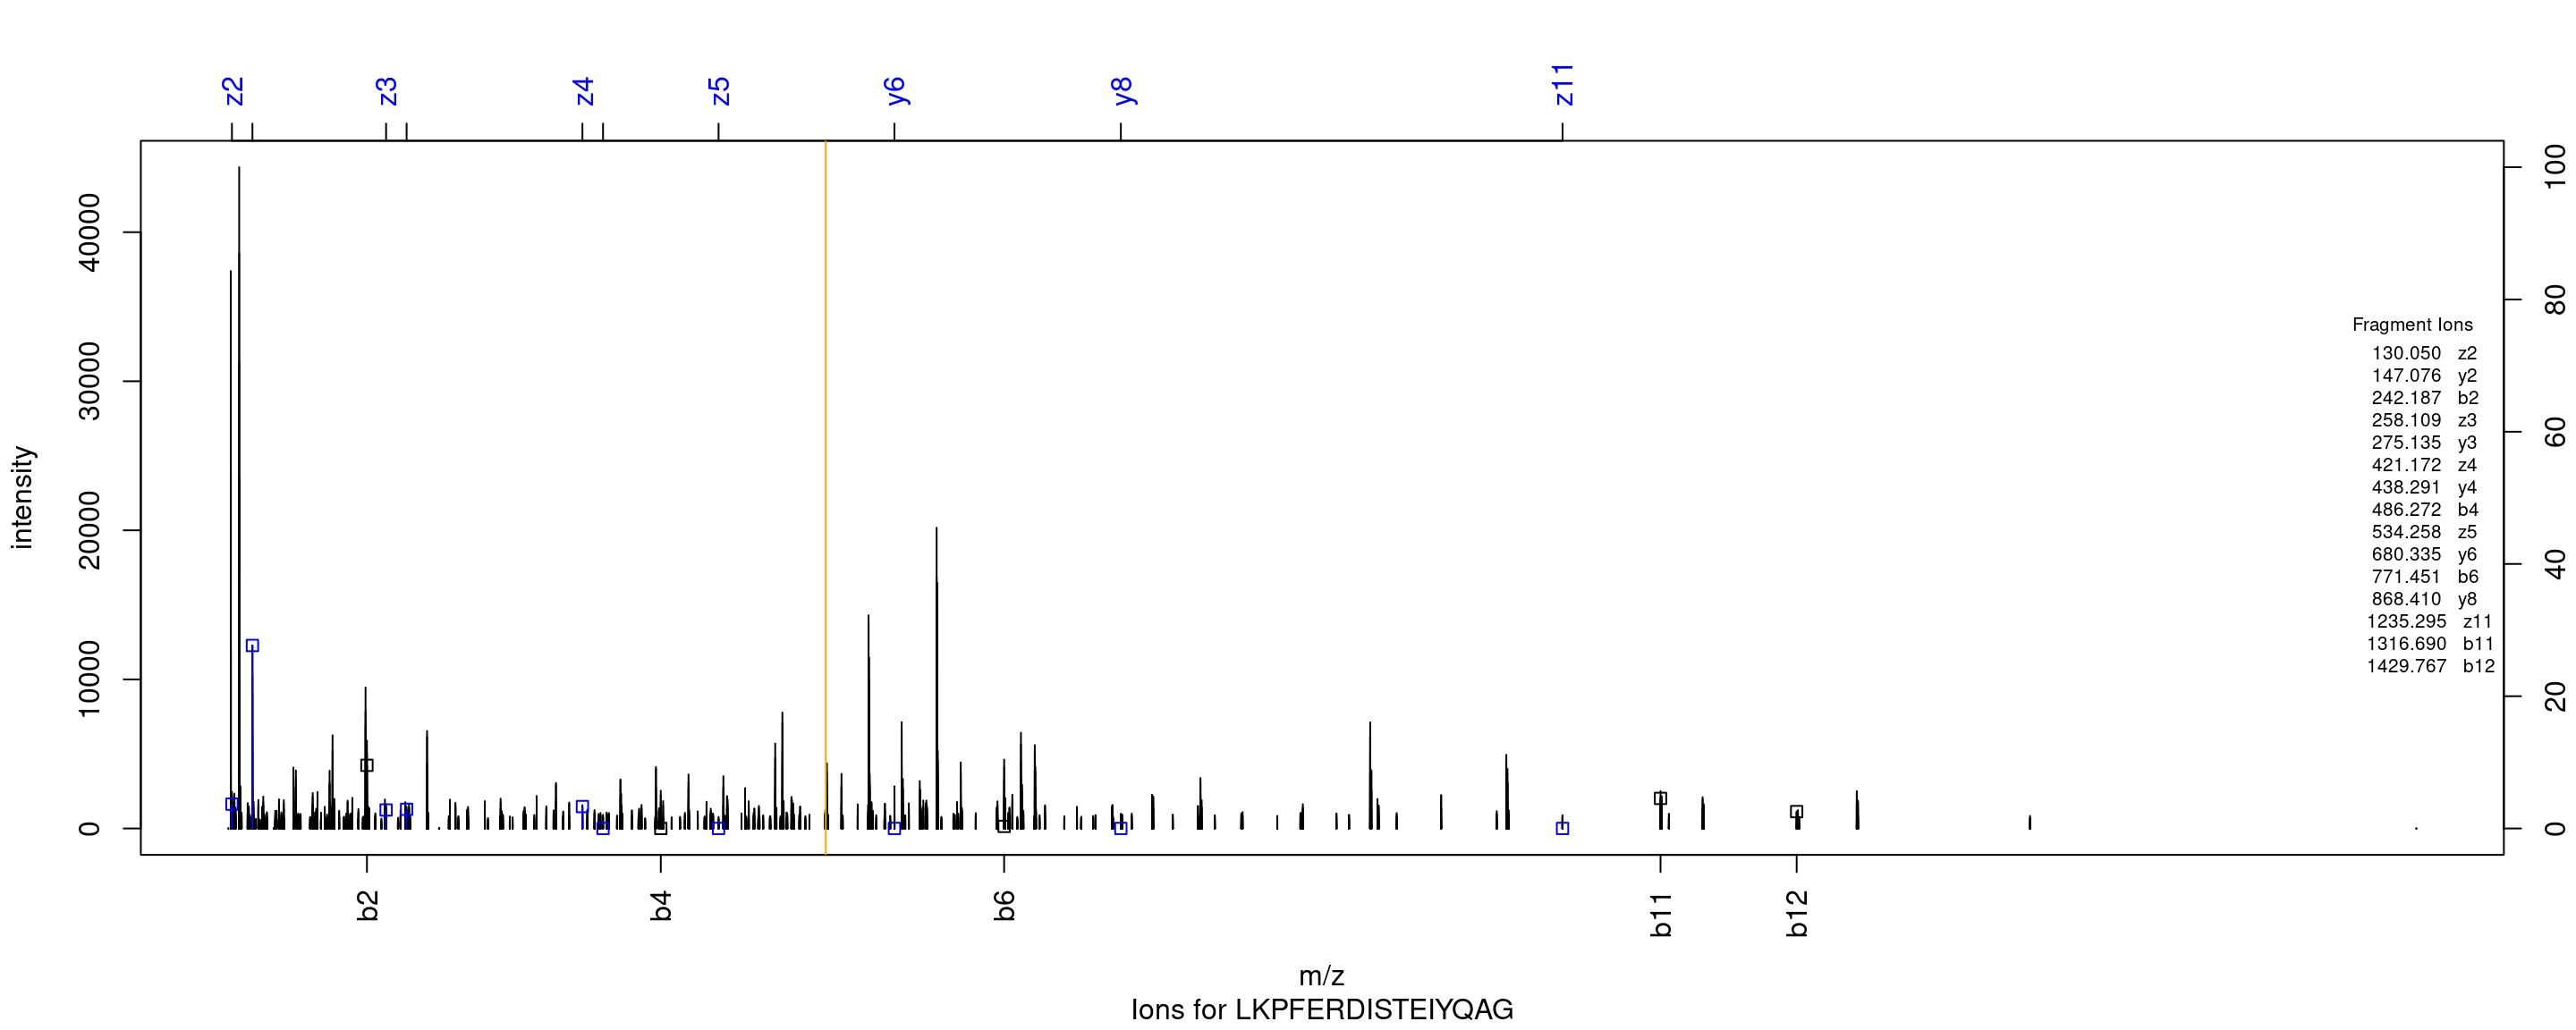 z2 z3 z4 z5 y6 y8 z11
intensity
0 10000 20000 30000 40000
0 20 40 60 80 100
Fragment Ions
130.050 z2
147.076 y2
242.187 b2
258.109 z3
275.135 y3
421.172 z4
438.291 y4
486.272 b4
534.258 z5
680.335 y6
771.451 b6
868.410 y8
1235.295 z11
1316.690 b11
1429.767 b12
b2 b4 b6 b11 b12
m/z
Ions for LKPFERDISTEIYQAG